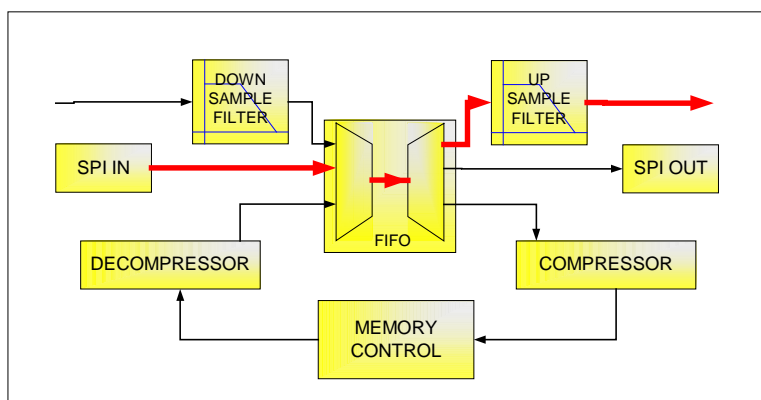 DOWN
SAMPLE
FILTER
UP
SAMPLE
FILTER
SPI IN
SPI OUT
FIFO
DECOMPRESSOR
COMPRESSOR
MEMORY
CONTROL